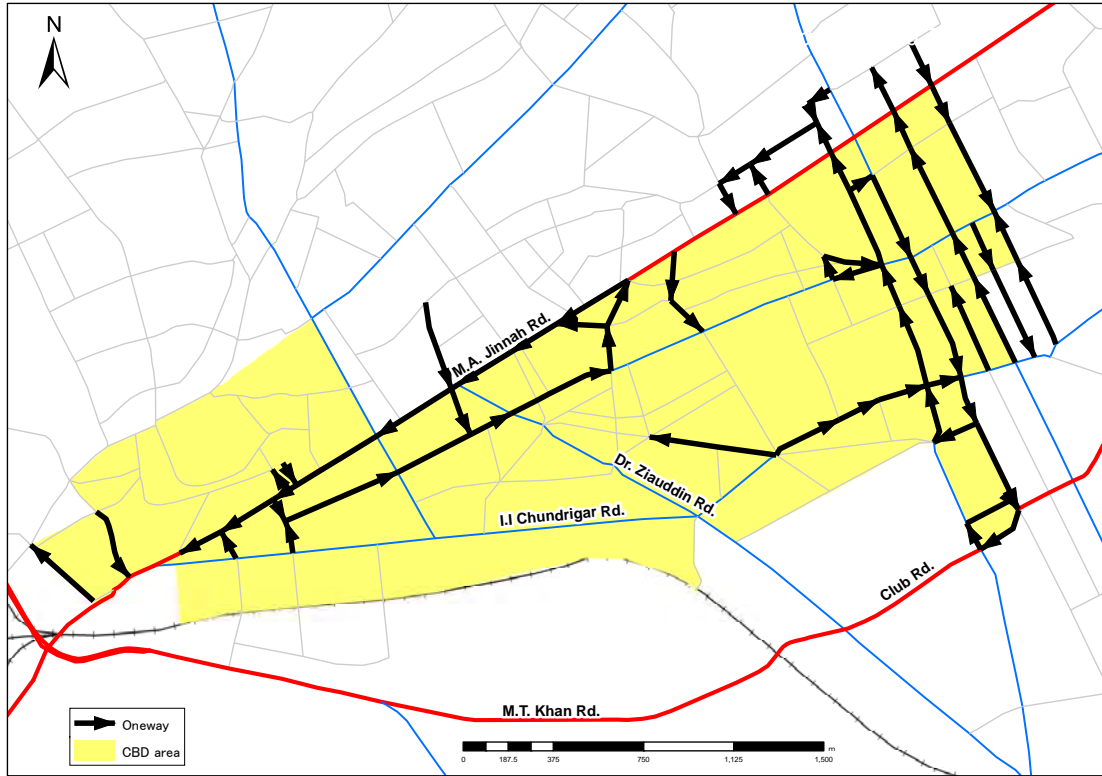 N
M.A. Jinnah Rd.
Dr. Ziauddin Rd.
I.I Chundrigar Rd.
Club Rd.
M.T. Khan Rd.
Oneway
CBD area
m
0 187.5 375 750 1,125 1,500